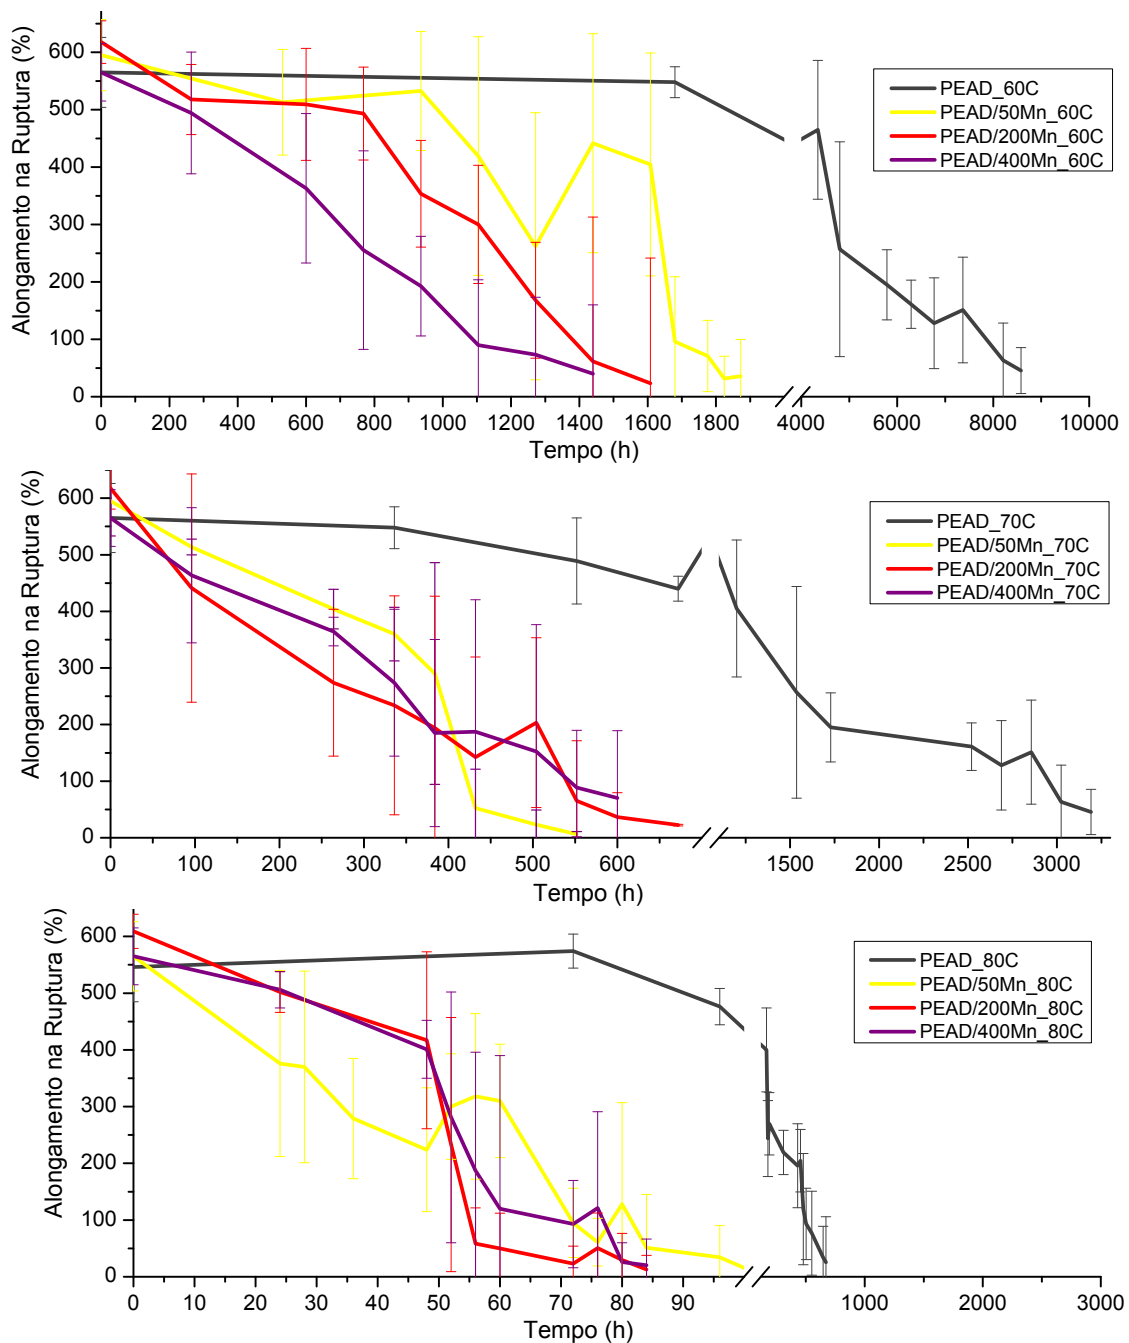 Alongamento na Ruptura (%)
600
500
400
300
200
100
0
PEAD_60C
PEAD/50Mn_60C
PEAD/200Mn_60C
PEAD/400Mn_60C
0 200 400 600 800 1000 1200 1400 1600 1800 4000 6000 8000 10000
Tempo (h)
Alongamento na Ruptura (%)
600
500
400
300
200
100
0
PEAD_70C
PEAD/50Mn_70C
PEAD/200Mn_70C
PEAD/400Mn_70C
0 100 200 300 400 500 600 1500 2000 2500 3000
Tempo (h)
Alongamento na Ruptura (%)
600
500
400
300
200
100
0
PEAD_80C
PEAD/50Mn_80C
PEAD/200Mn_80C
PEAD/400Mn_80C
0 10 20 30 40 50 60 70 80 90 1000 2000 3000
Tempo (h)